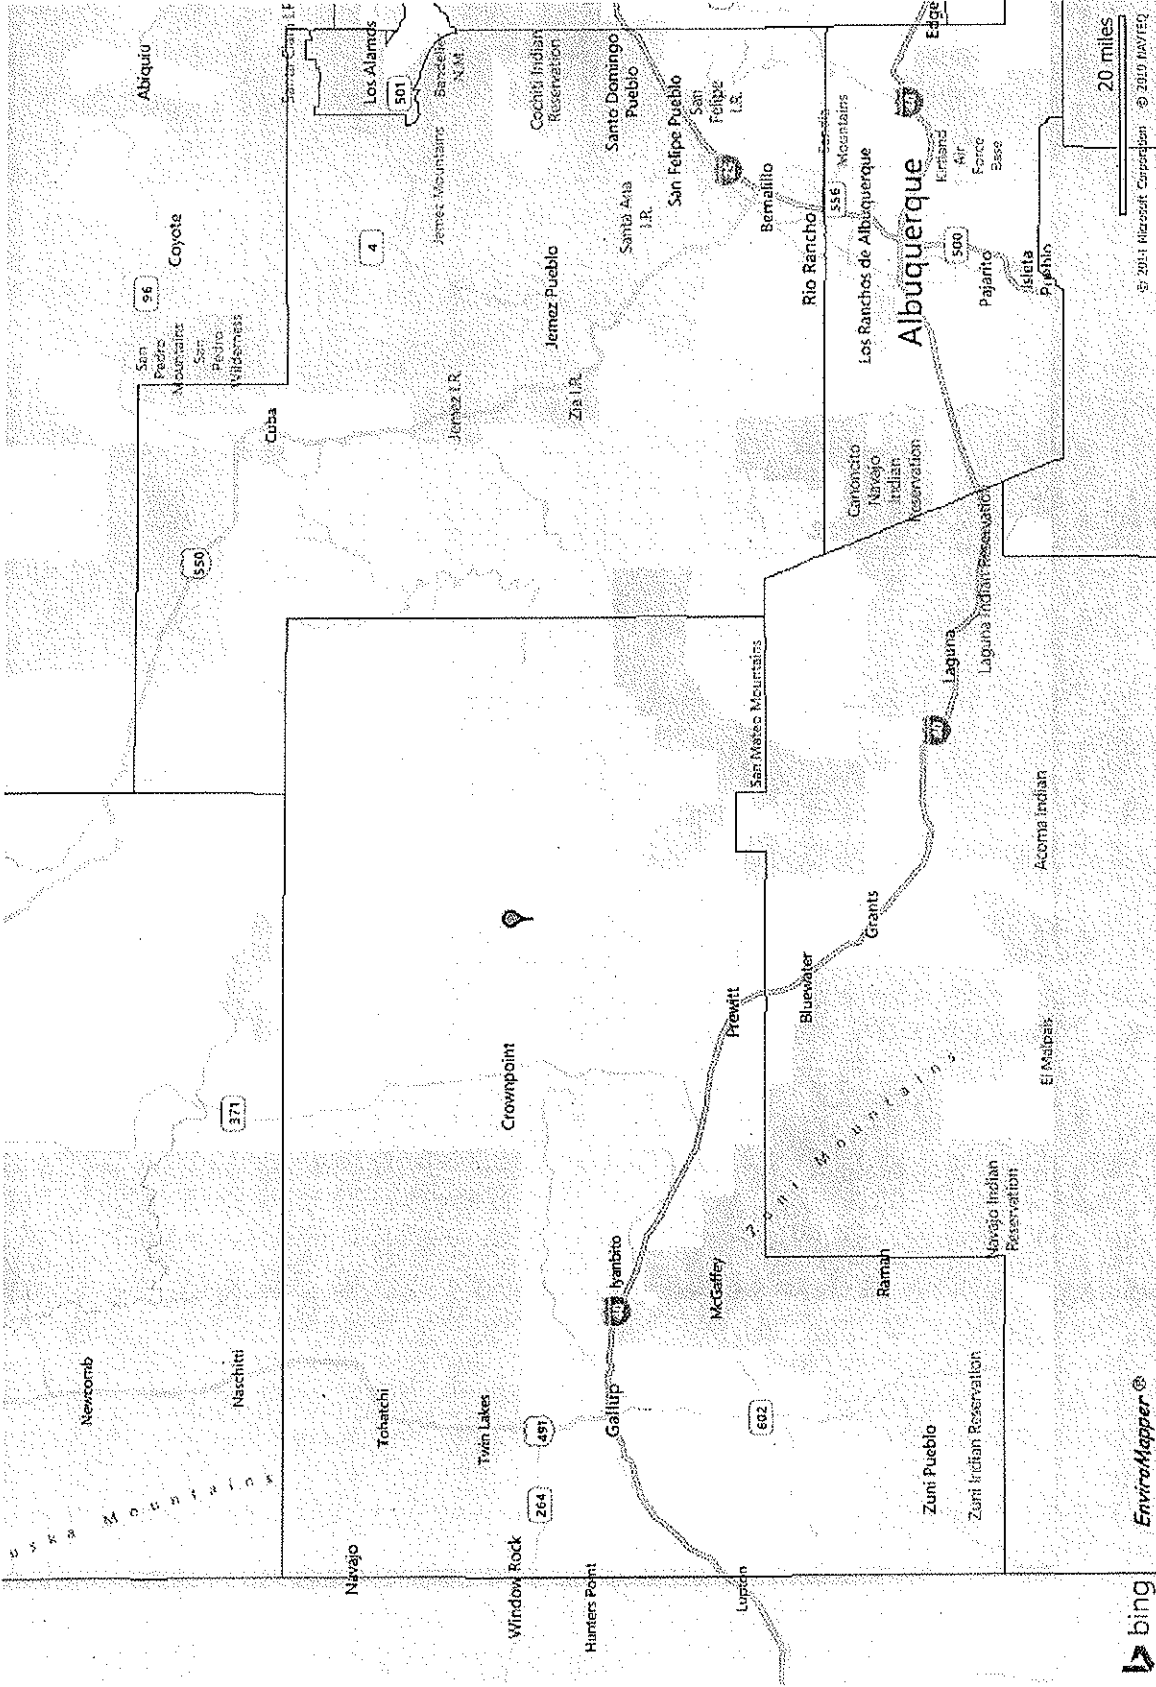 Abiquiu
Los Alamos
501
Bandelier
N.M.
96
Coyote
San
Pedro
Mountains
San
Pedro
Wilderness
4
Jemez Mountains
Cochiti Indian
Reservation
Santo Domingo
Pueblo
San Felipe Pueblo
San
Felipe
I.R.
Edge
550
Cuba
Jemez I.R.
Jemez Pueblo
Zia I.R.
Santa Ana
I.R.
Bernalillo
Rio Rancho
556
Mountains
Los Ranchos de Albuquerque
Albuquerque
Kirtland
Air
Force
Base
500
Pajarito
Isleta
Pueblo
Canoncito
Navajo
Indian
Reservation
Laguna Indian Reservation
Laguna
San Mateo Mountains
Acoma Indian
Grants
Bluewater
Prewitt
El Malpais
Crownpoint
371
Zuni Mountains
Navajo Indian
Reservation
Ramah
McGaffey
Iyanbito
Newcomb
Naschitti
Tohatchi
Twin Lakes
491
Gallup
602
264
Zuni Pueblo
Zuni Indian Reservation
uska Mountains
Navajo
Window Rock
Hunters Point
Lupton
20 miles
© 2011 Microsoft Corporation © 2010 NAVTEQ
bing
EnviroMapper ®